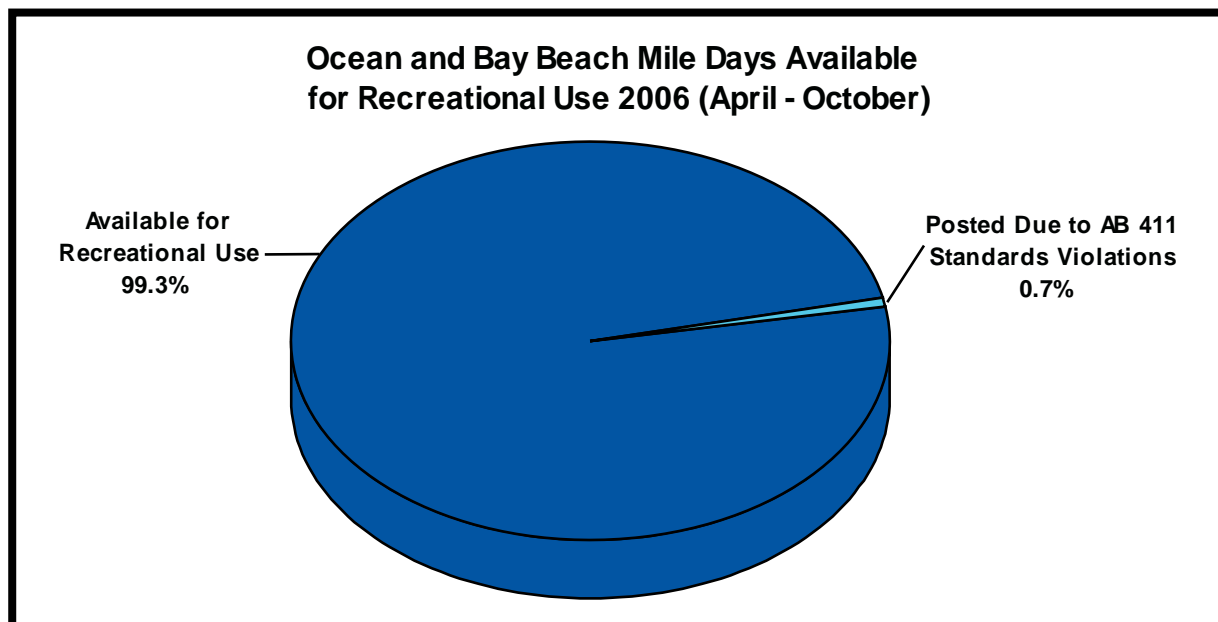 Ocean and Bay Beach Mile Days Available
for Recreational Use 2006 (April - October)
Available for
Recreational Use
99.3%
Posted Due to AB 411
Standards Violations
0.7%